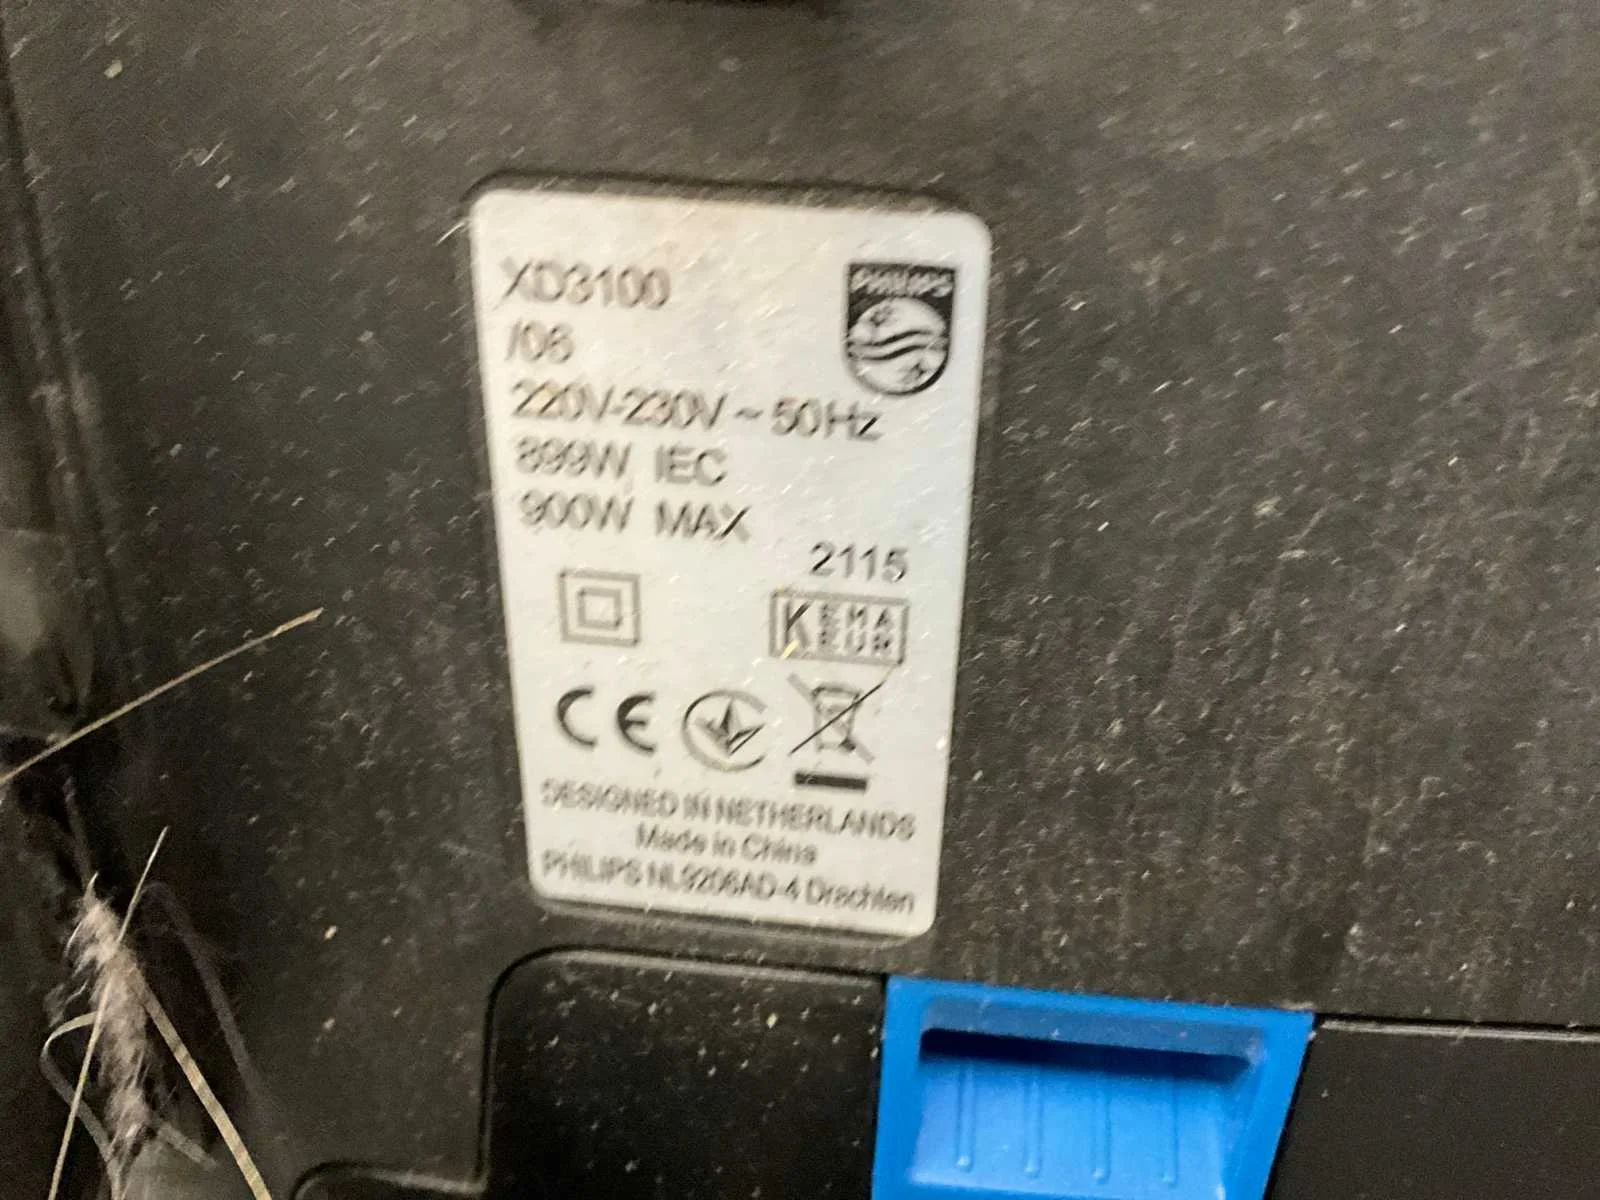 XD3100
PHILIPS
/06
220V-230V ~ 50Hz
899W IEC
900W MAX
2115
KEMA
EUR
CE
DESIGNED IN NETHERLANDS
Made in China
PHILIPS NL9206AD-4 Drachten